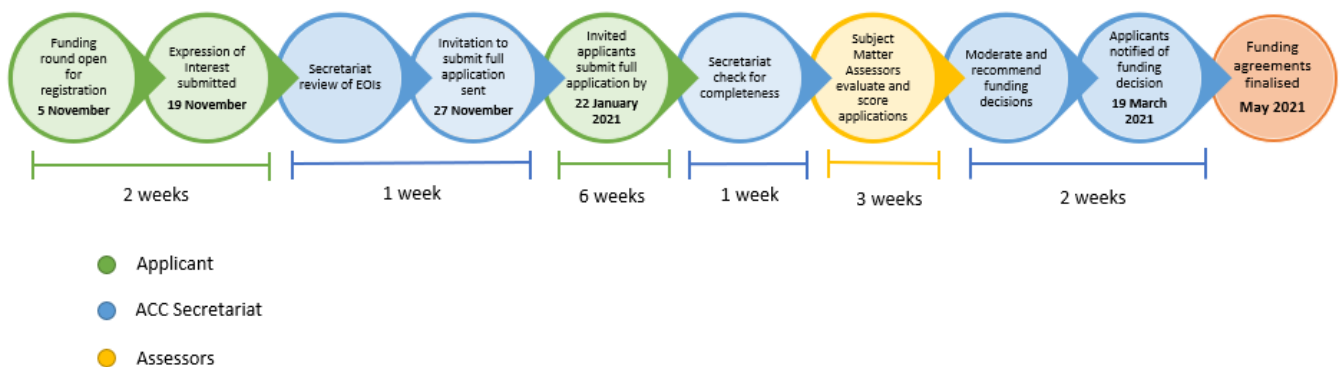 Funding
round open
for
registration
5 November
Expression of
Interest
submitted
19 November
Secretariat
review of EOIs
Invitation to
submit full
application
sent
27 November
Invited
applicants
submit full
application by
22 January
2021
Secretariat
check for
completeness
Subject
Matter
Assessors
evaluate and
score
applications
Moderate and
recommend
funding
decisions
Applicants
notified of
funding
decision
19 March
2021
Funding
agreements
finalised
May 2021
2 weeks
1 week
6 weeks
1 week
3 weeks
2 weeks
Applicant
ACC Secretariat
Assessors